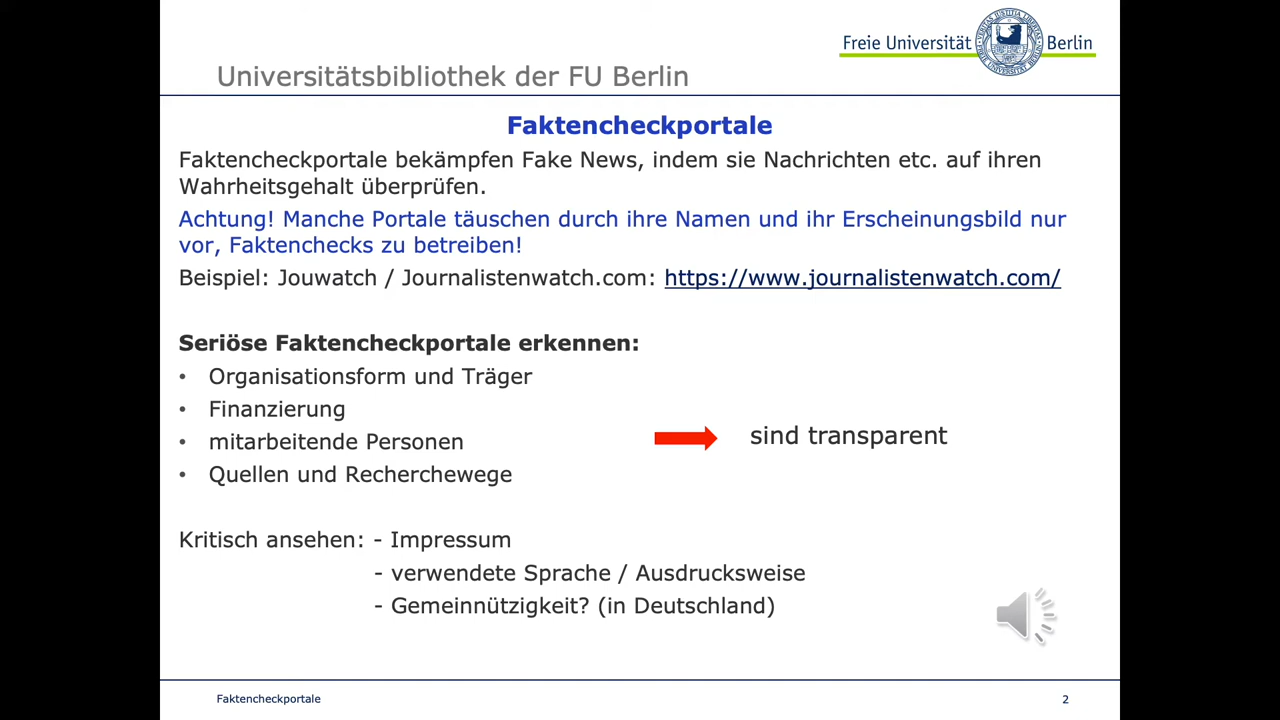 Freie Universität Berlin
Universitätsbibliothek der FU Berlin
Faktencheckportale
Faktencheckportale bekämpfen Fake News, indem sie Nachrichten etc. auf ihren
Wahrheitsgehalt überprüfen.
Achtung! Manche Portale täuschen durch ihre Namen und ihr Erscheinungsbild nur
vor, Faktenchecks zu betreiben!
Beispiel: Jouwatch / Journalistenwatch.com: https://www.journalistenwatch.com/
Seriöse Faktencheckportale erkennen:
• Organisationsform und Träger
• Finanzierung
• mitarbeitende Personen
• Quellen und Recherchewege
sind transparent
Kritisch ansehen: - Impressum
- verwendete Sprache / Ausdrucksweise
- Gemeinnützigkeit? (in Deutschland)
Faktencheckportale
2